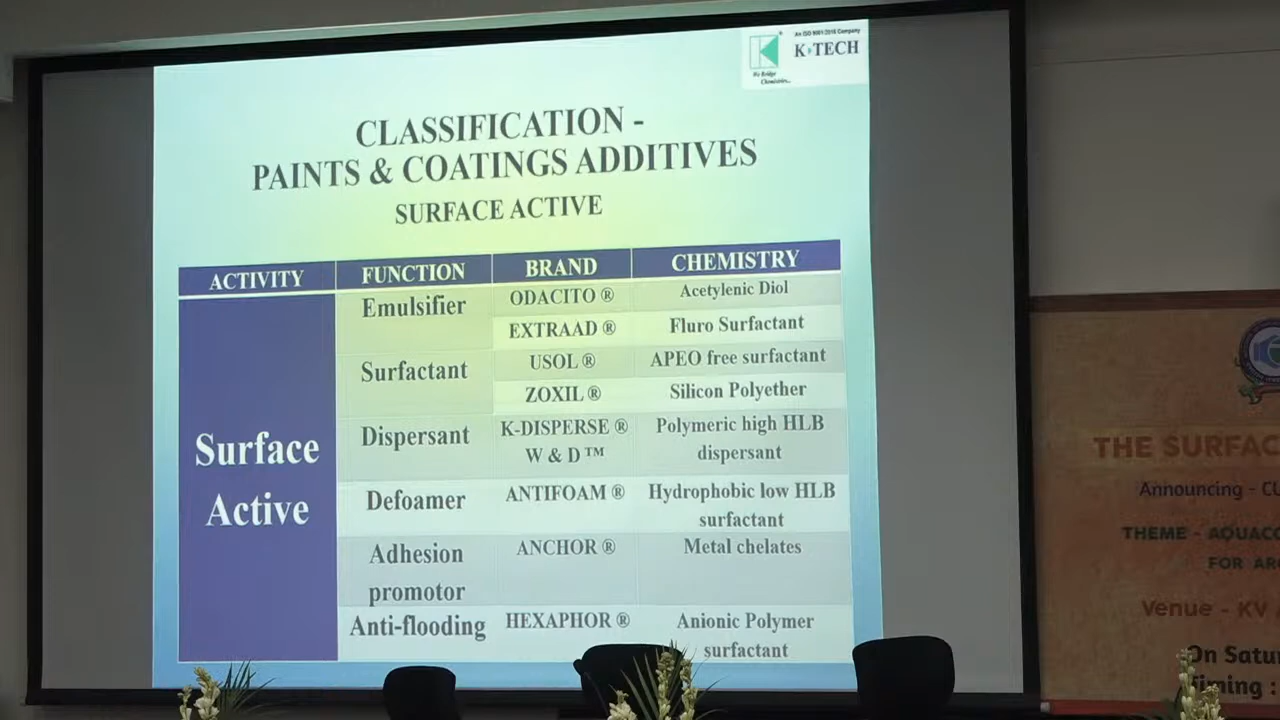 An ISO 9001:2015 Company
K-TECH
We Bridge
Chemistries...
CLASSIFICATION -
PAINTS & COATINGS ADDITIVES
SURFACE ACTIVE
ACTIVITY FUNCTION BRAND CHEMISTRY
Surface Active
Emulsifier ODACITO ® Acetylenic Diol
EXTRAAD ® Fluro Surfactant
Surfactant USOL ® APEO free surfactant
ZOXIL ® Silicon Polyether
Dispersant K-DISPERSE ® Polymeric high HLB
W & D ™ dispersant
Defoamer ANTIFOAM ® Hydrophobic low HLB
surfactant
Adhesion ANCHOR ® Metal chelates
promotor
Anti-flooding HEXAPHOR ® Anionic Polymer
surfactant
THE SURFAC
Announcing - CU
THEME - AQUACO
FOR AR
Venue - KV
On Satu
Timing :